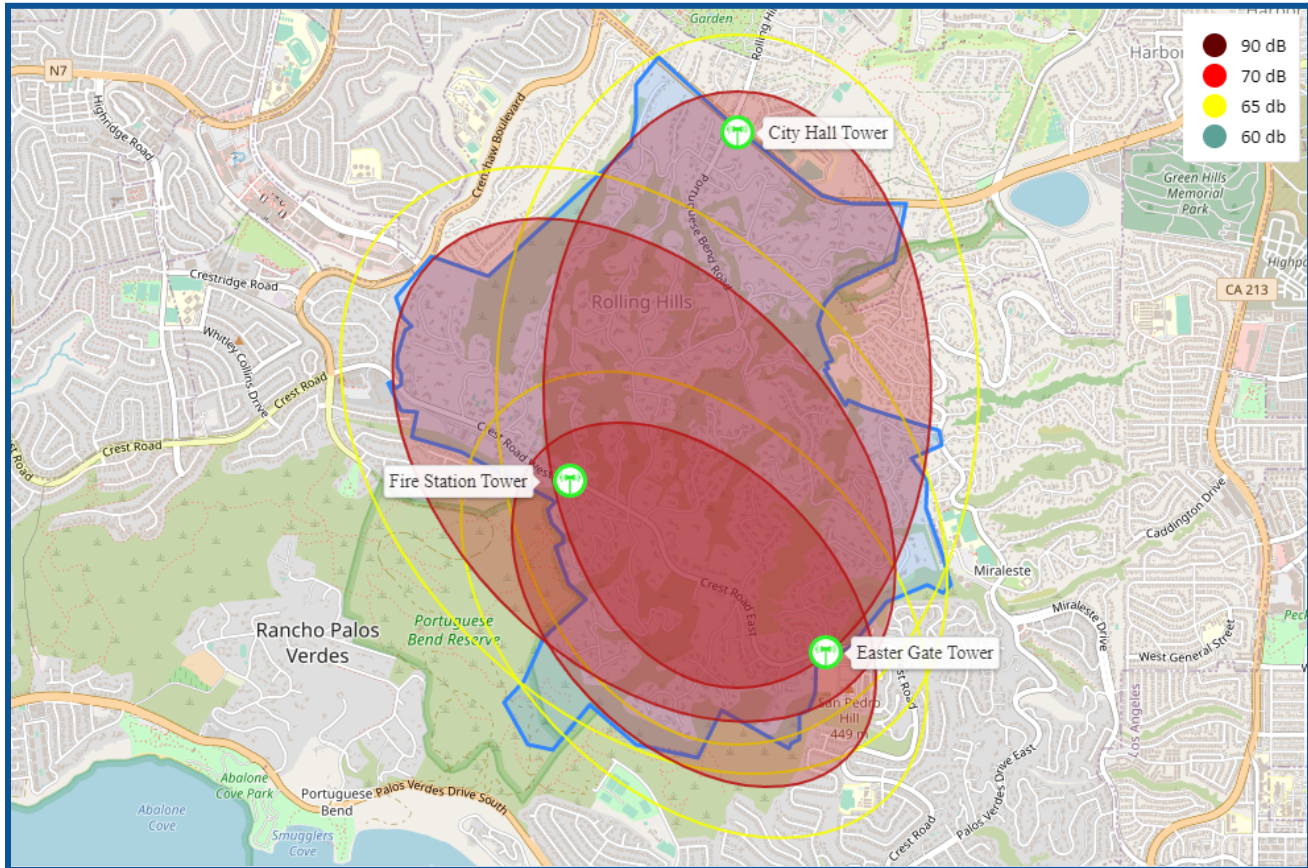 Garden
Rolling Hill
Harbor
90 dB
70 dB
65 db
60 db
N7
Highridge Road
Crenshaw Boulevard
City Hall Tower
Portuguese Bend Road
Green Hills
Memorial
Park
Crestridge Road
Rolling Hills
CA 213
Whitley Collins Drive
Crest Road
Crest Road
Crest Road West
Fire Station Tower
Caddington Drive
Crest Road East
Miraleste
Miraleste Drive
Portuguese
Bend Reserve
Rancho Palos
Verdes
Easter Gate Tower
West General Street
San Pedro
Hill
449 m
Los Angeles
Palos Verdes Drive East
Abalone
Cove Park
Portuguese
Bend
Palos Verdes Drive South
Abalone
Cove
Smugglers
Cove
Crest Road